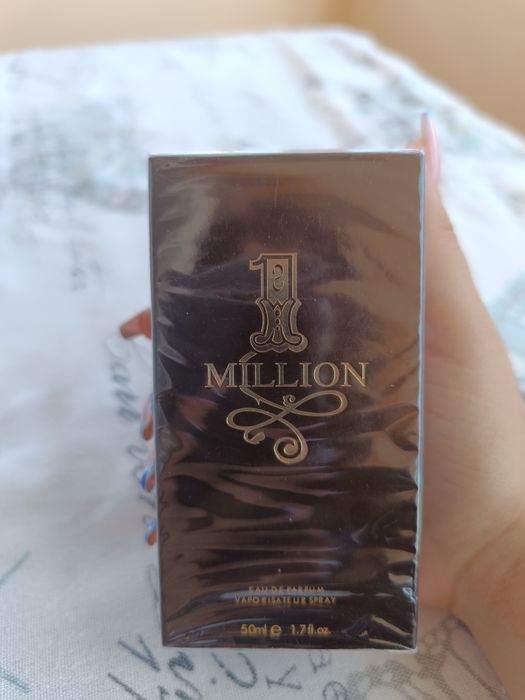 1
MILLION
EAU DE PARFUM
VAPORISATEUR SPRAY
50ml e 1.7 fl.oz.